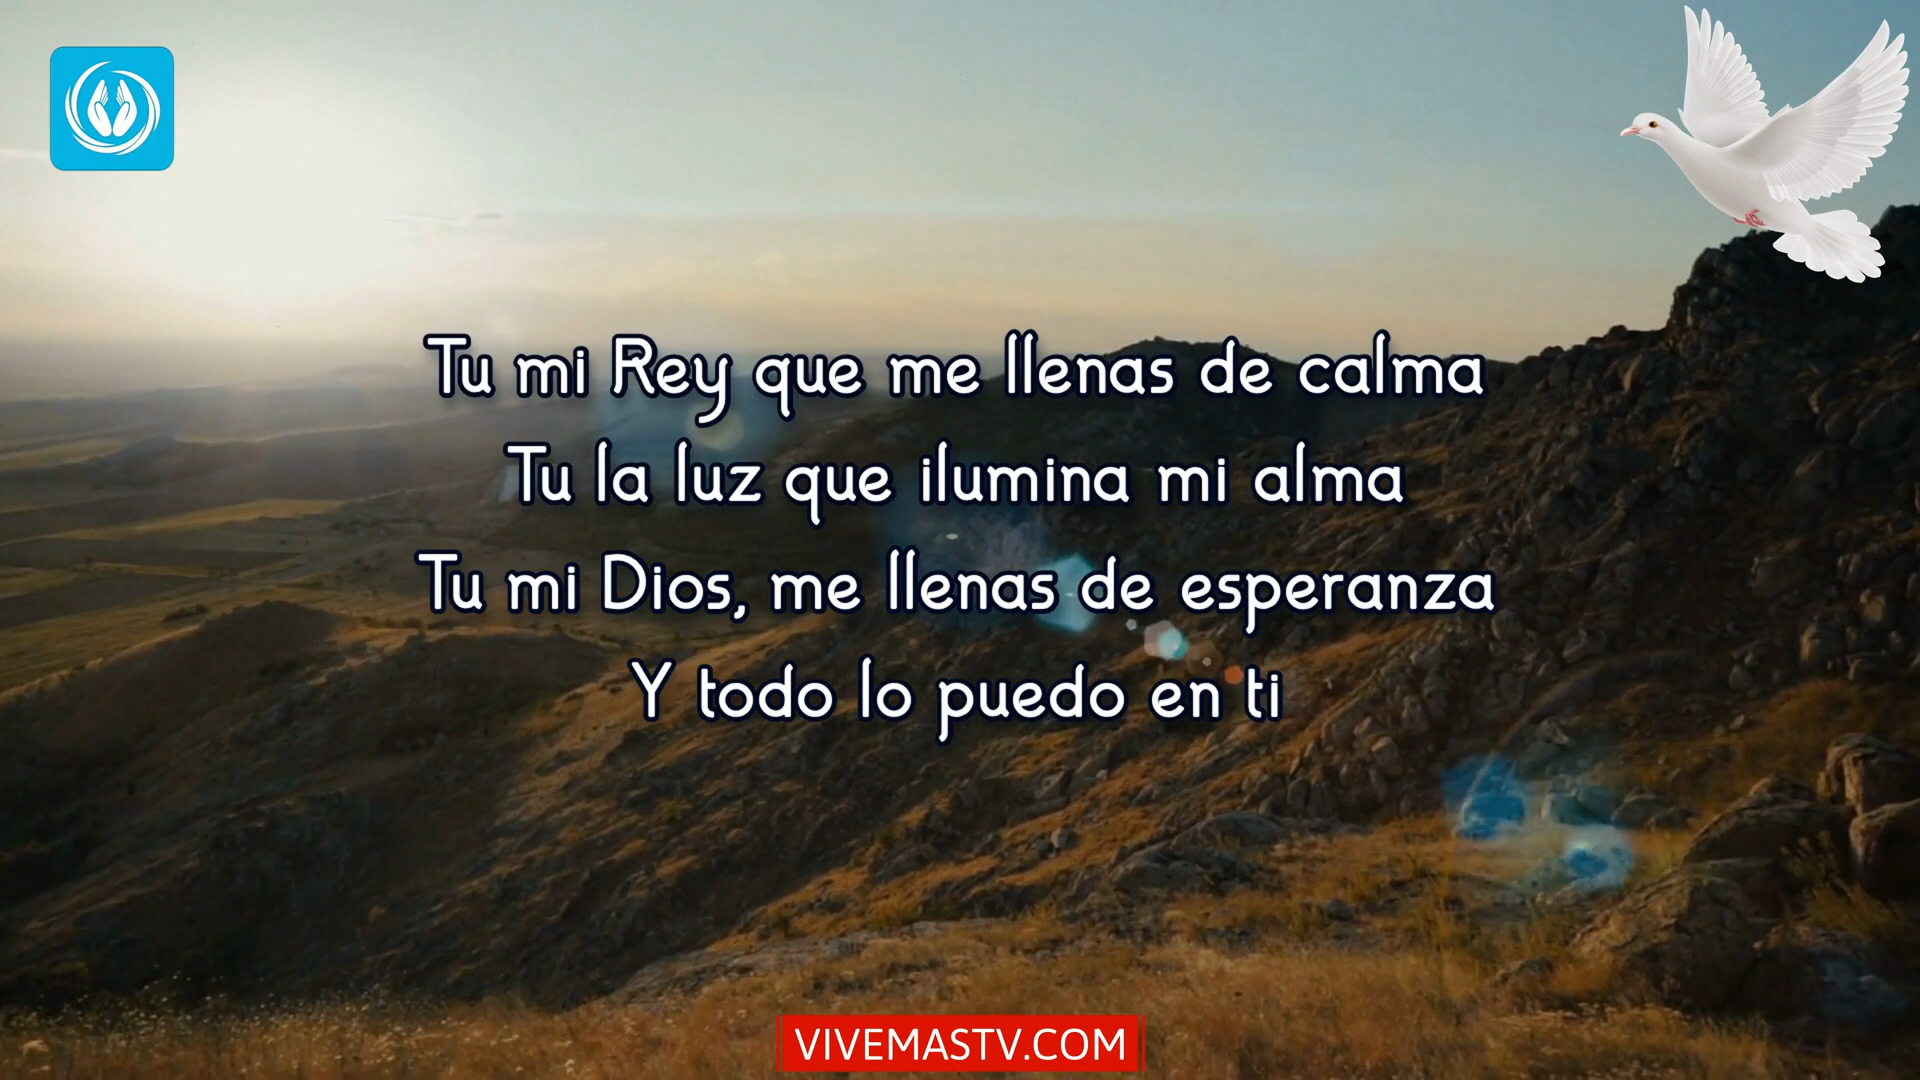 Tu mi Rey que me llenas de calma
Tu la luz que ilumina mi alma
Tu mi Dios, me llenas de esperanza
Y todo lo puedo en ti
VIVEMASTV.COM